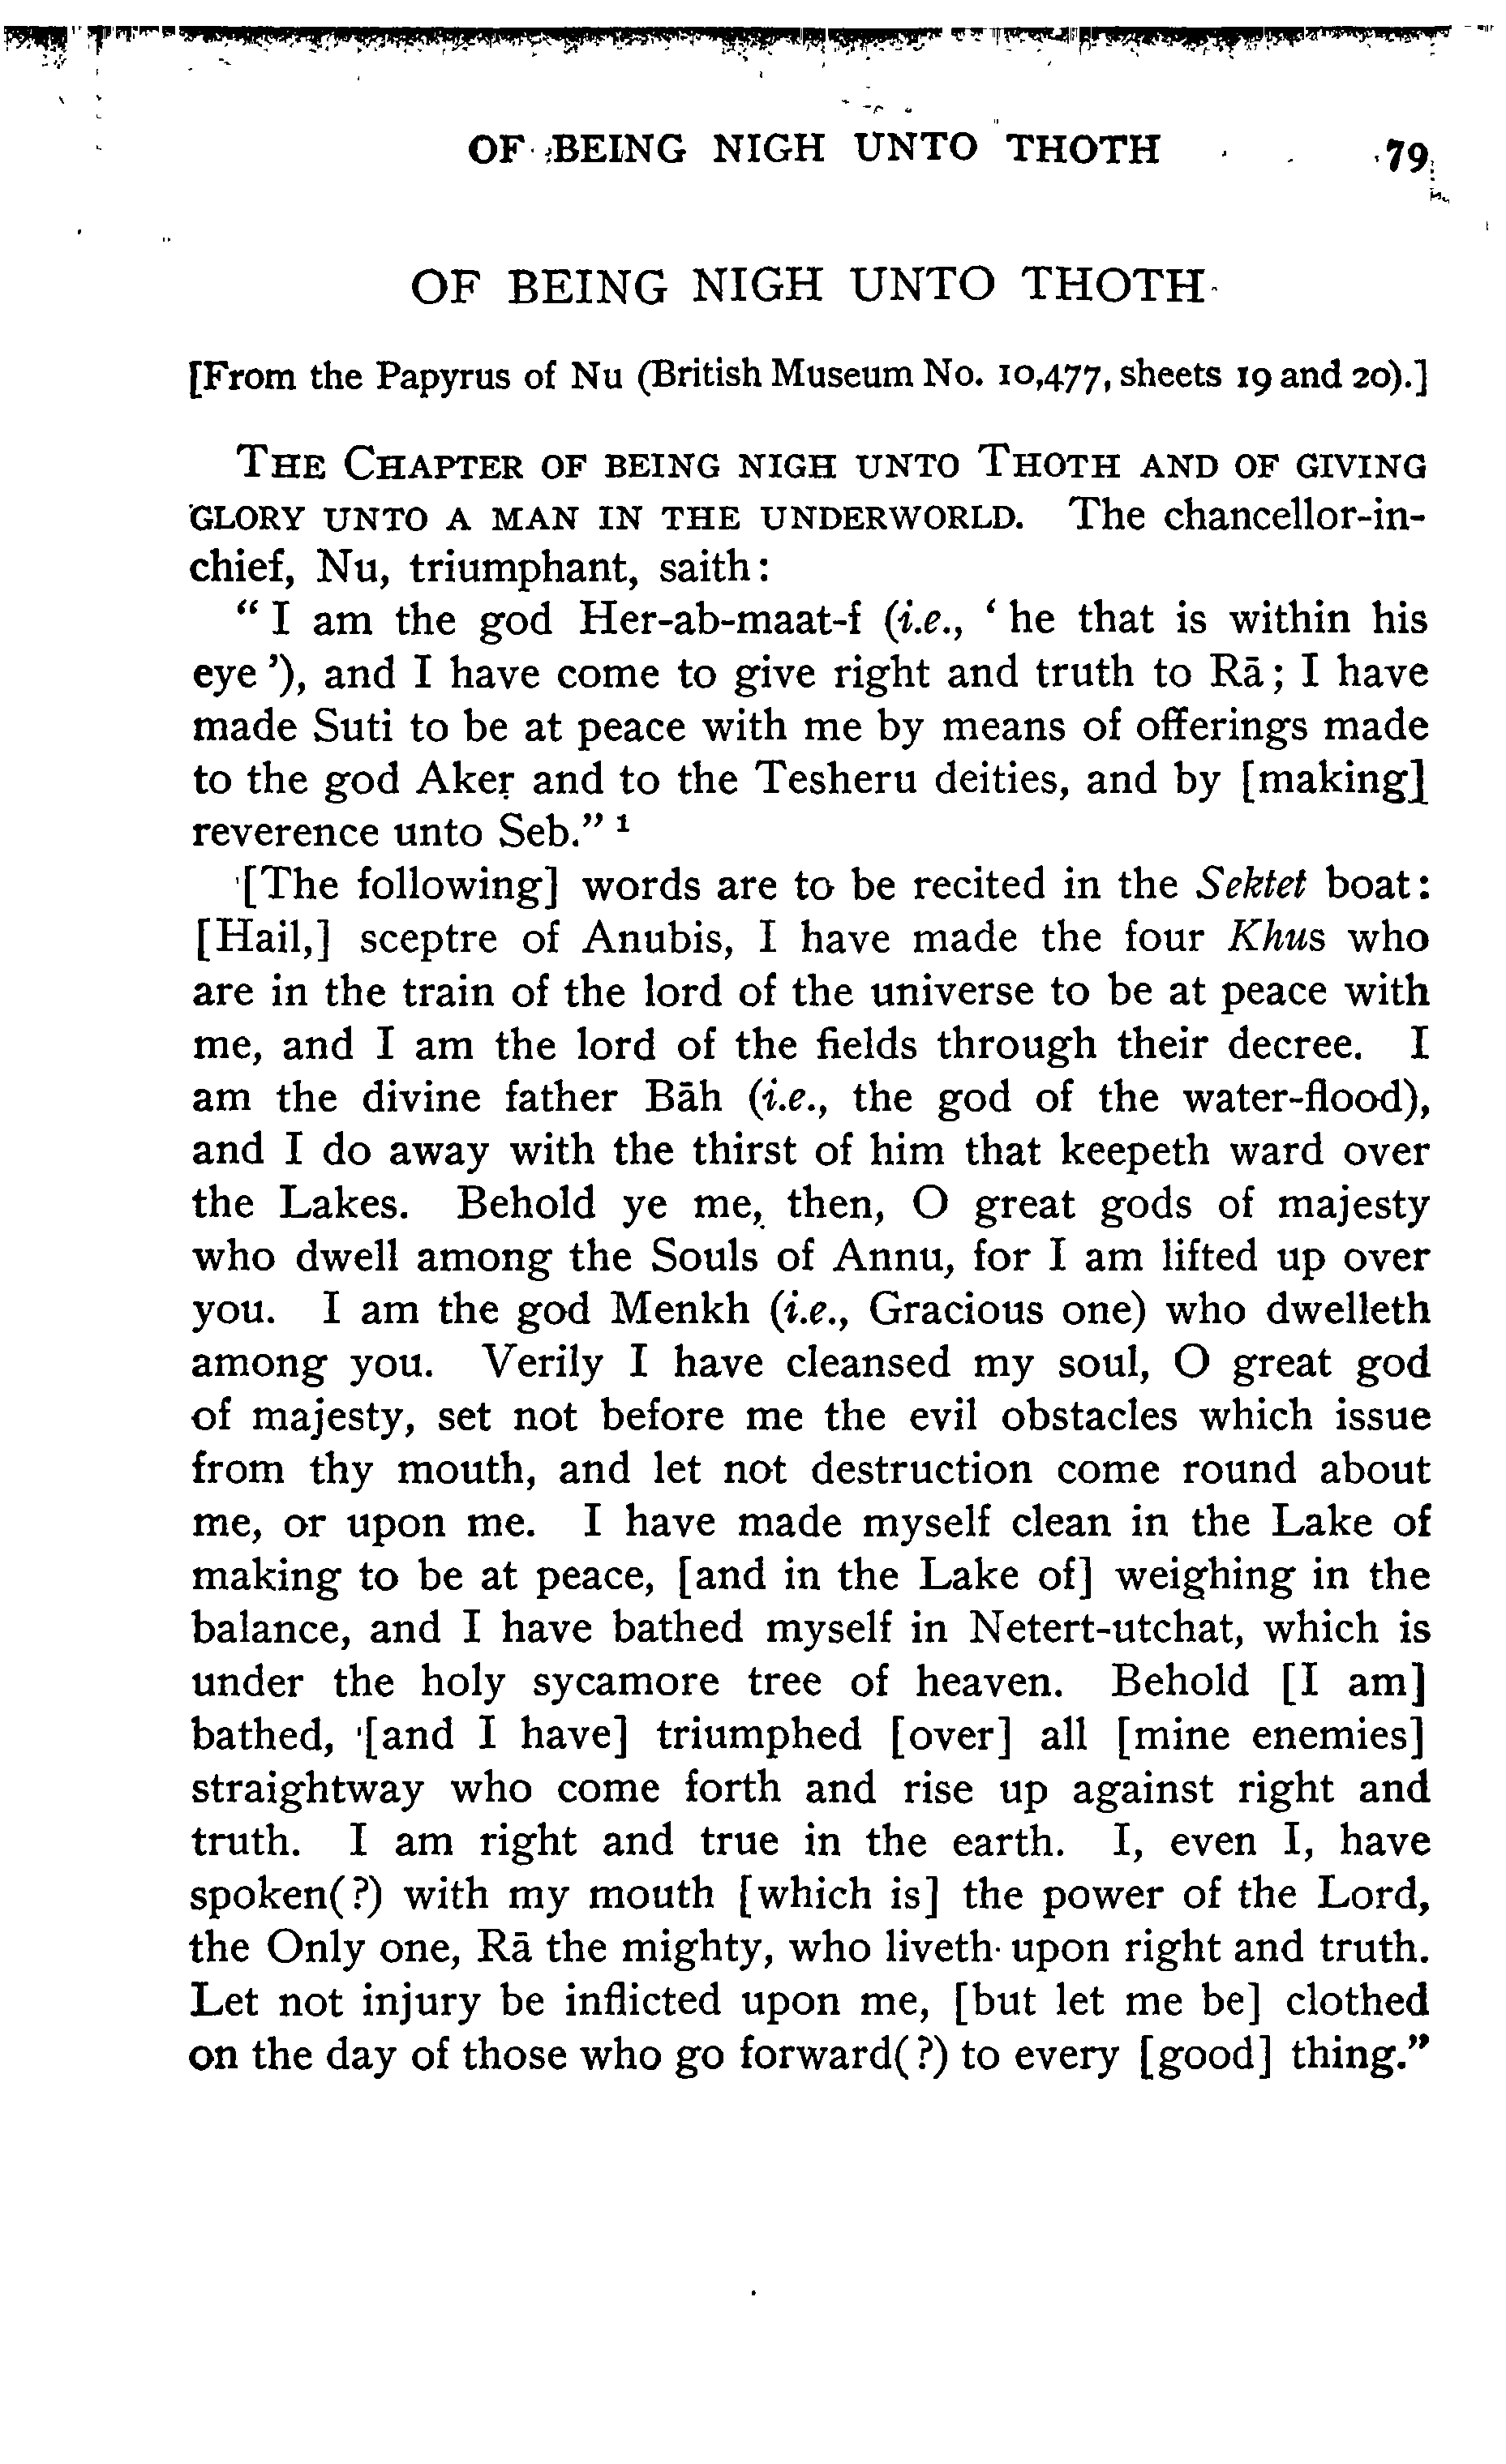 OF BEING NIGH UNTO THOTH 79
OF BEING NIGH UNTO THOTH
[From the Papyrus of Nu (British Museum No. 10,477, sheets 19 and 20).]
THE CHAPTER OF BEING NIGH UNTO THOTH AND OF GIVING
GLORY UNTO A MAN IN THE UNDERWORLD. The chancellor-in-
chief, Nu, triumphant, saith:
“I am the god Her-ab-maat-f (i.e., ‘he that is within his
eye’), and I have come to give right and truth to Rā; I have
made Suti to be at peace with me by means of offerings made
to the god Aker and to the Tesheru deities, and by [making]
reverence unto Seb.” 1
[The following] words are to be recited in the Sektet boat:
[Hail,] sceptre of Anubis, I have made the four Khus who
are in the train of the lord of the universe to be at peace with
me, and I am the lord of the fields through their decree. I
am the divine father Bāh (i.e., the god of the water-flood),
and I do away with the thirst of him that keepeth ward over
the Lakes. Behold ye me, then, O great gods of majesty
who dwell among the Souls of Annu, for I am lifted up over
you. I am the god Menkh (i.e., Gracious one) who dwelleth
among you. Verily I have cleansed my soul, O great god
of majesty, set not before me the evil obstacles which issue
from thy mouth, and let not destruction come round about
me, or upon me. I have made myself clean in the Lake of
making to be at peace, [and in the Lake of] weighing in the
balance, and I have bathed myself in Netert-utchat, which is
under the holy sycamore tree of heaven. Behold [I am]
bathed, [and I have] triumphed [over] all [mine enemies]
straightway who come forth and rise up against right and
truth. I am right and true in the earth. I, even I, have
spoken(?) with my mouth [which is] the power of the Lord,
the Only one, Rā the mighty, who liveth upon right and truth.
Let not injury be inflicted upon me, [but let me be] clothed
on the day of those who go forward(?) to every [good] thing.”